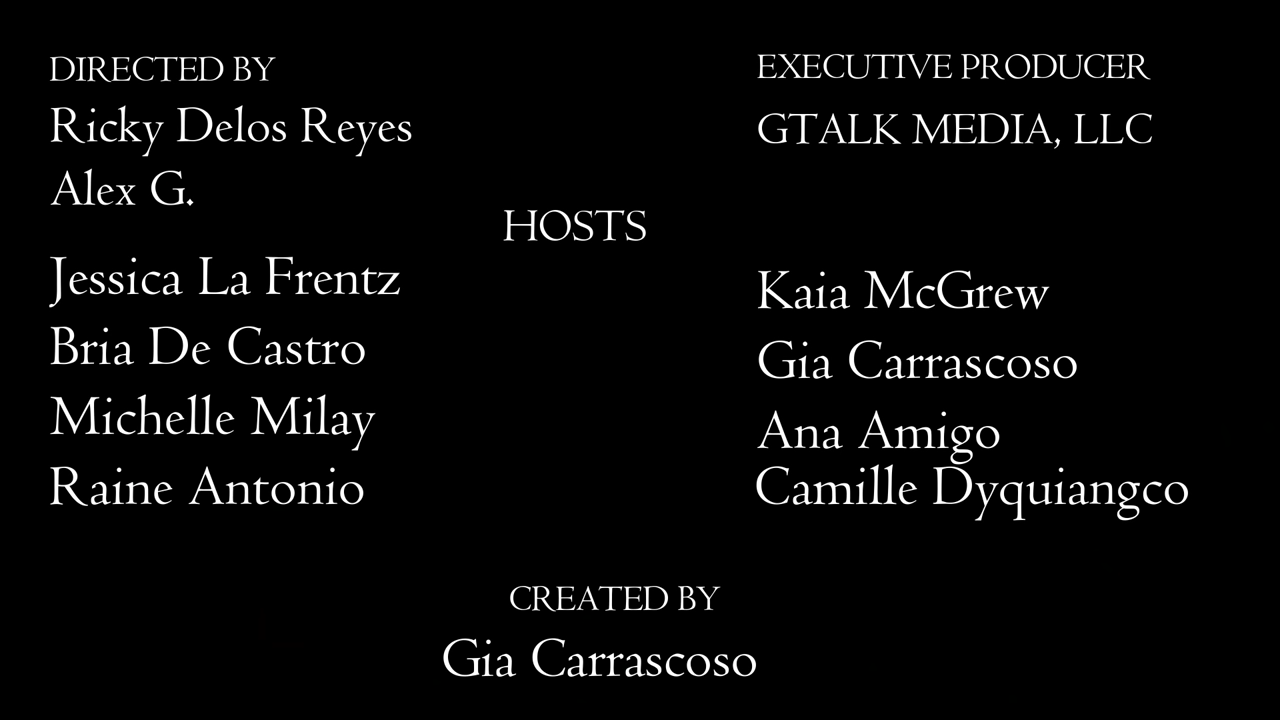 DIRECTED BY
Ricky Delos Reyes
Alex G.
EXECUTIVE PRODUCER
GTALK MEDIA, LLC
HOSTS
Jessica La Frentz
Bria De Castro
Michelle Milay
Raine Antonio
Kaia McGrew
Gia Carrascoso
Ana Amigo
Camille Dyquiangco
CREATED BY
Gia Carrascoso